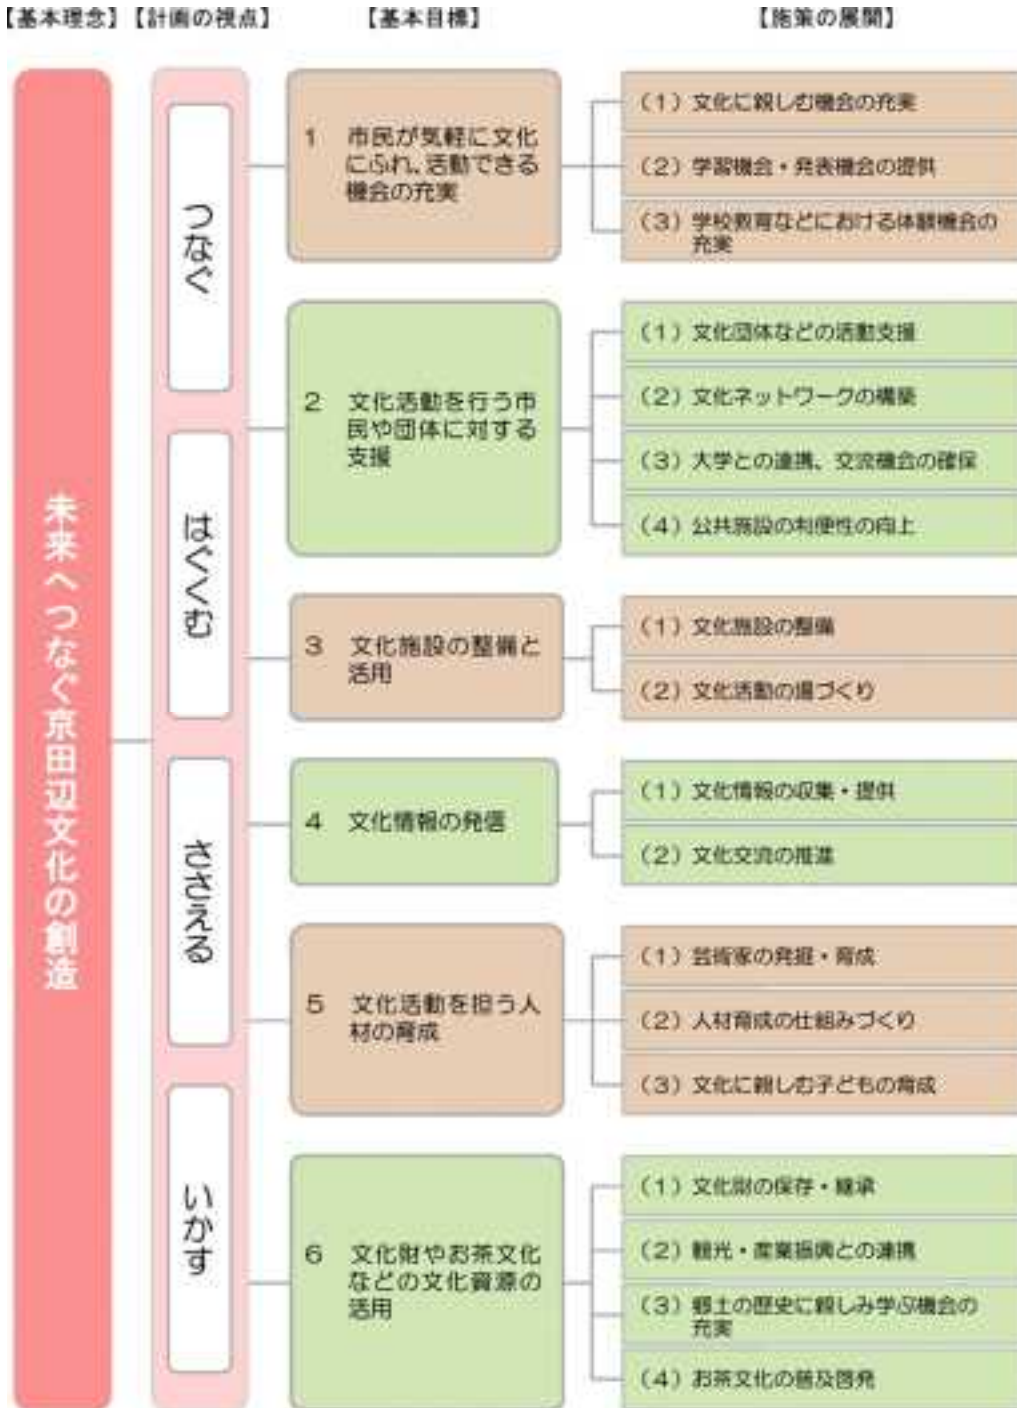 【基本理念】【計画の視点】【基本目標】【施策の展開】
未来へつなぐ京田辺文化の創造
つなぐ
はぐくむ
ささえる
いかす
1 市民が気軽に文化
にふれ、活動できる
機会の充実
(1)文化に親しむ機会の充実
(2)学習機会・発表機会の提供
(3)学校教育などにおける体験機会の
充実
2 文化活動を行う市
民や団体に対する
支援
(1)文化団体などの活動支援
(2)文化ネットワークの構築
(3)大学との連携、交流機会の確保
(4)公共施設の利便性の向上
3 文化施設の整備と
活用
(1)文化施設の整備
(2)文化活動の場づくり
4 文化情報の発信
(1)文化情報の収集・提供
(2)文化交流の推進
5 文化活動を担う人
材の育成
(1)芸術家の発掘・育成
(2)人材育成の仕組みづくり
(3)文化に親しむ子どもの育成
6 文化財やお茶文化
などの文化資源の
活用
(1)文化財の保存・継承
(2)観光・産業振興との連携
(3)郷土の歴史に親しみ学ぶ機会の
充実
(4)お茶文化の普及啓発